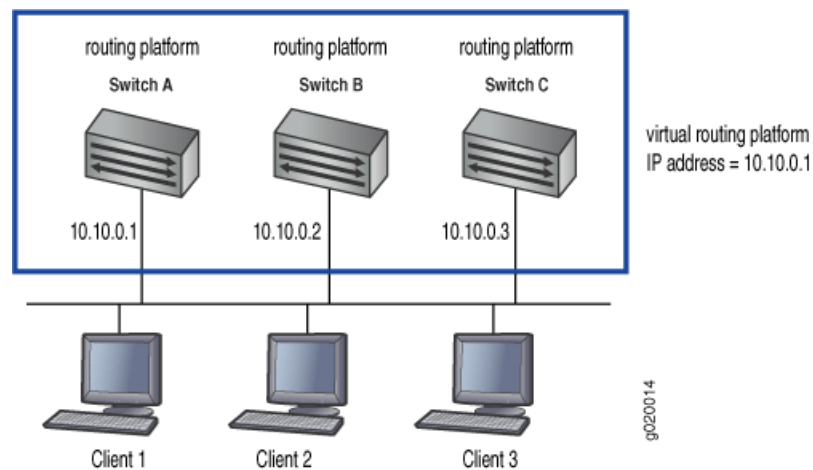 routing platform
routing platform
routing platform
Switch A
Switch B
Switch C
virtual routing platform
IP address = 10.10.0.1
10.10.0.1
10.10.0.2
10.10.0.3
Client 1
Client 2
Client 3
g020014